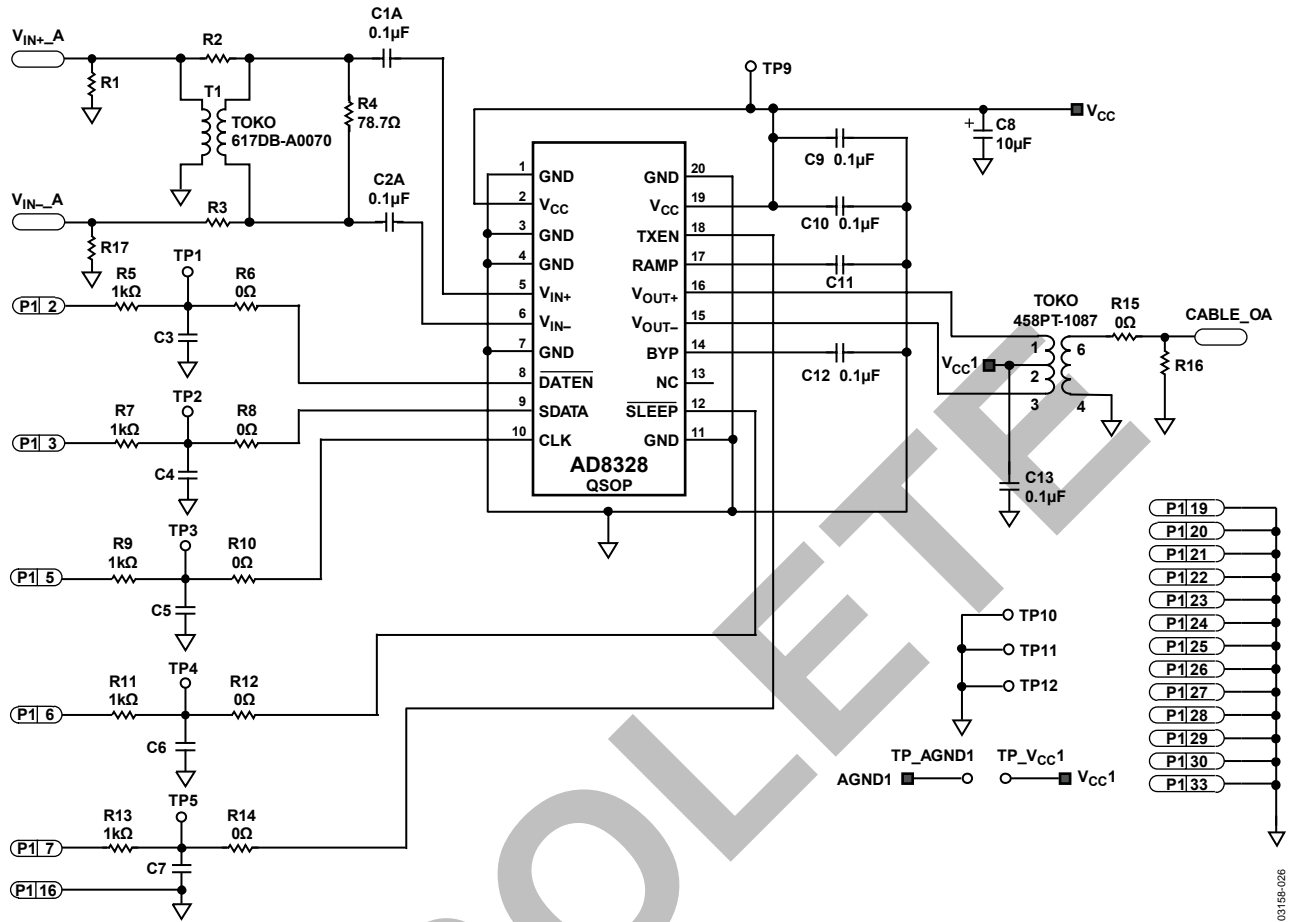 VIN+_A
R1
R2
T1
TOKO
617DB-A0070
R4
78.7Ω
C1A
0.1µF
VIN–_A
R17
R3
C2A
0.1µF
TP9
VCC
C8
10µF
+
C9 0.1µF
C10 0.1µF
C11
C12 0.1µF
1 GND
2 VCC
3 GND
4 GND
5 VIN+
6 VIN–
7 GND
8 DATEN
9 SDATA
10 CLK
20 GND
19 VCC
18 TXEN
17 RAMP
16 VOUT+
15 VOUT–
14 BYP
13 NC
12 SLEEP
11 GND
AD8328
QSOP
TOKO
458PT-1087
1
2
3
6
4
VCC1
C13
0.1µF
R15
0Ω
R16
CABLE_OA
P1 2
R5
1kΩ
TP1
R6
0Ω
C3
P1 3
R7
1kΩ
TP2
R8
0Ω
C4
P1 5
R9
1kΩ
TP3
R10
0Ω
C5
P1 6
R11
1kΩ
TP4
R12
0Ω
C6
P1 7
R13
1kΩ
TP5
R14
0Ω
C7
P1 16
TP10
TP11
TP12
TP_AGND1
AGND1
TP_VCC1
VCC1
P1 19
P1 20
P1 21
P1 22
P1 23
P1 24
P1 25
P1 26
P1 27
P1 28
P1 29
P1 30
P1 33
OLETE
03158-026